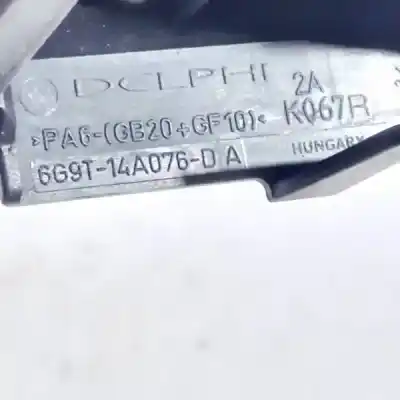 DELPHI 2A
>PA6-(GB20+GF10)< K067R
6G9T-14A076-DA HUNGARY